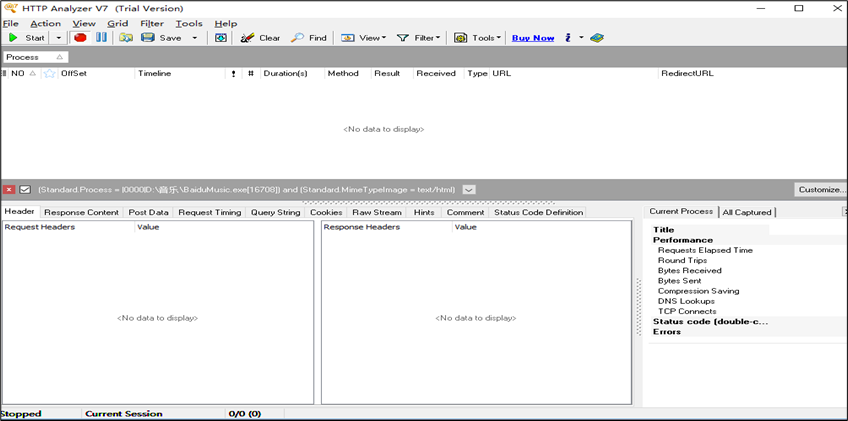 HTTP Analyzer V7 (Trial Version)
File Action View Grid Filter Tools Help
Start Save Clear Find View Filter Tools Buy Now i
Process
NO OffSet Timeline ! # Duration(s) Method Result Received Type URL RedirectURL
<No data to display>
(Standard.Process = [0000]D:\音乐\BaiduMusic.exe[16708]) and (Standard.MimeTypeImage = text/html) Customize...
Header Response Content Post Data Request Timing Query String Cookies Raw Stream Hints Comment Status Code Definition
Current Process All Captured
Request Headers Value
Response Headers Value
<No data to display>
<No data to display>
Title
Performance
Requests Elapsed Time
Round Trips
Bytes Received
Bytes Sent
Compression Saving
DNS Lookups
TCP Connects
Status code (double-c...
Errors
Stopped Current Session 0/0 (0)